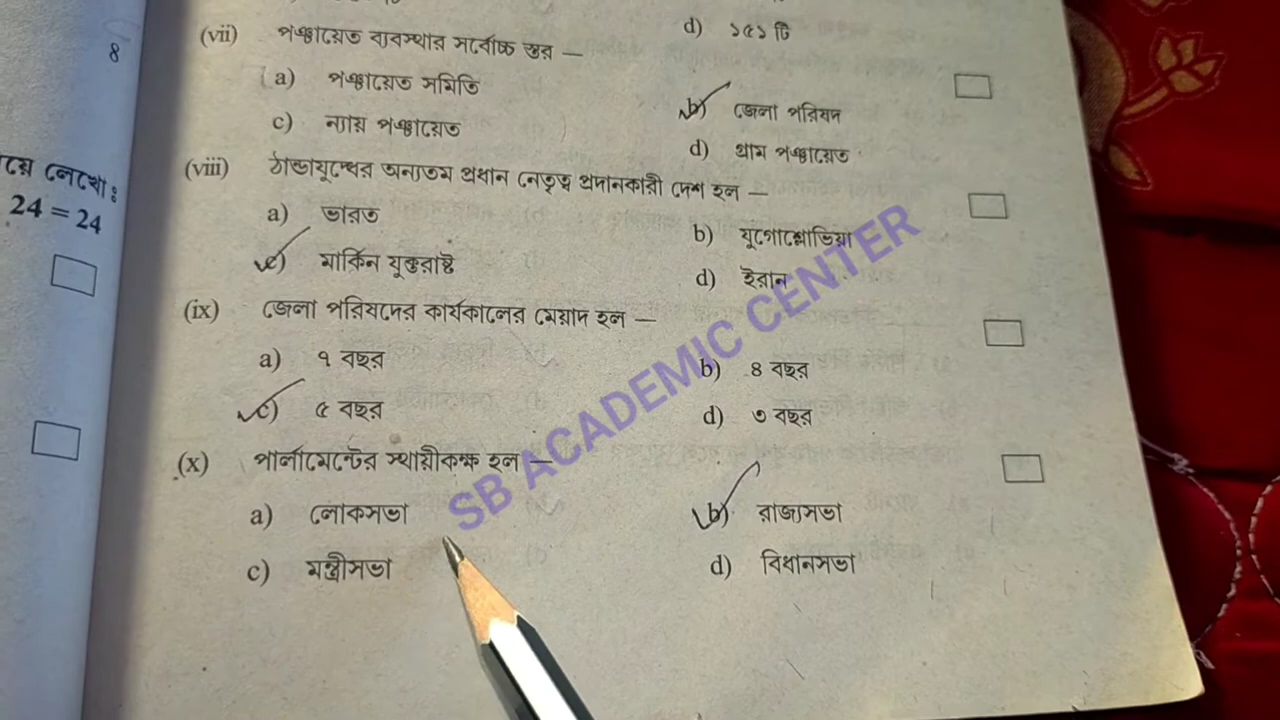 d) ১৫১ টি
8
(vii) পঞ্চায়েত ব্যবস্থার সর্বোচ্চ স্তর —
a) পঞ্চায়েত সমিতি
b) জেলা পরিষদ
c) ন্যায় পঞ্চায়েত
d) গ্রাম পঞ্চায়েত
(viii) ঠাণ্ডাযুদ্ধের অন্যতম প্রধান নেতৃত্ব প্রদানকারী দেশ হল —
লেখো :
24 = 24
a) ভারত
b) যুগোশ্লোভিয়া
c) মার্কিন যুক্তরাষ্ট্র
d) ইরান
(ix) জেলা পরিষদের কার্যকালের মেয়াদ হল —
a) ৭ বছর
b) 8 বছর
c) ৫ বছর
d) ৩ বছর
(x) পার্লামেন্টের স্থায়ীকক্ষ হল —
a) লোকসভা
b) রাজ্যসভা
c) মন্ত্রীসভা
d) বিধানসভা
SB ACADEMIC CENTER